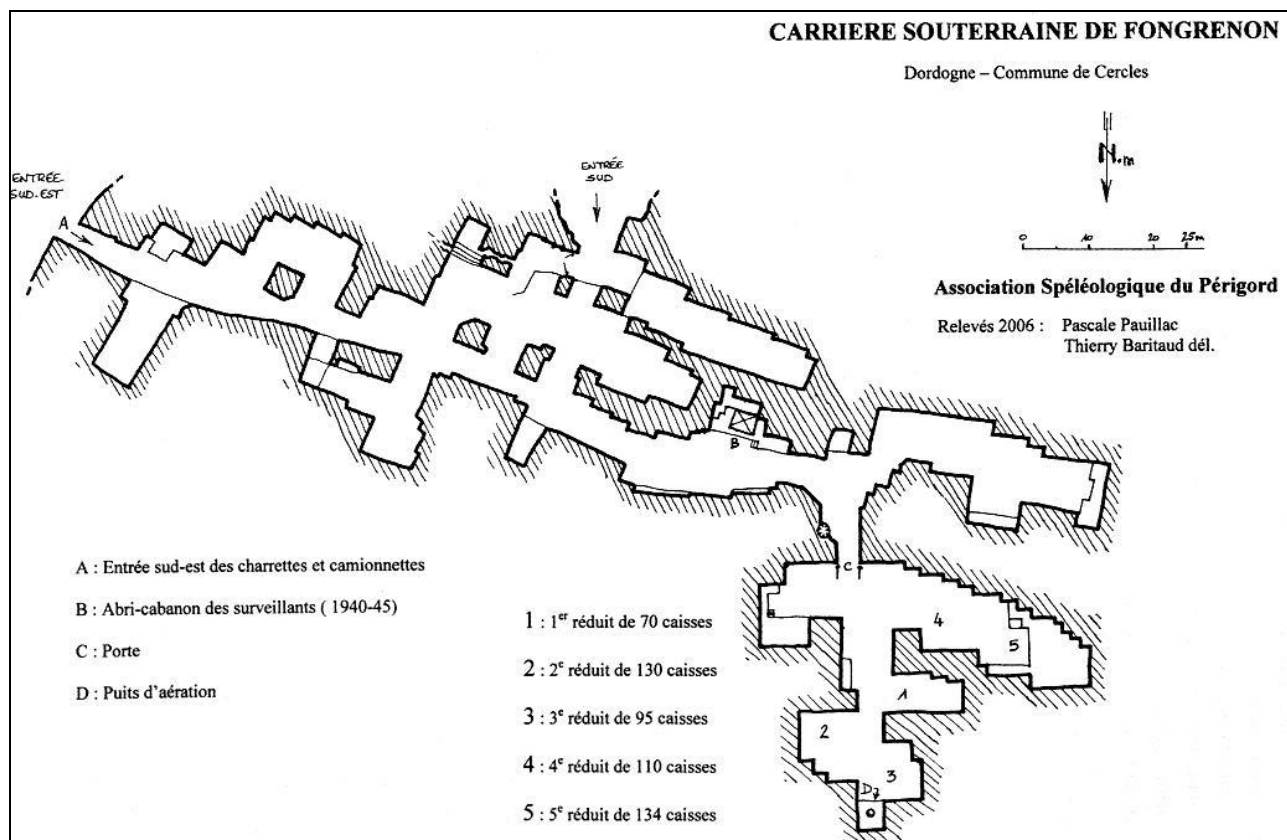 CARRIERE SOUTERRAINE DE FONGRENON
Dordogne – Commune de Cercles
N.m
0 10 20 25m
Association Spéléologique du Périgord
Relevés 2006 : Pascale Pauillac
Thierry Baritaud dél.
ENTRÉE
SUD-EST
A
ENTRÉE
SUD
B
C
4
5
1
2
3
D
A : Entrée sud-est des charrettes et camionnettes
B : Abri-cabanon des surveillants ( 1940-45)
C : Porte
D : Puits d'aération
1 : 1er réduit de 70 caisses
2 : 2e réduit de 130 caisses
3 : 3e réduit de 95 caisses
4 : 4e réduit de 110 caisses
5 : 5e réduit de 134 caisses